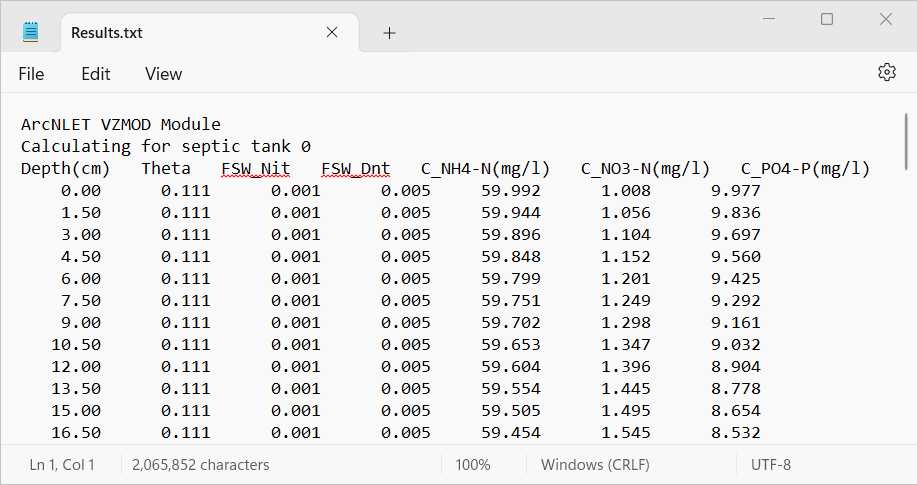 Results.txt
File Edit View
ArcNLET VZMOD Module
Calculating for septic tank 0
Depth(cm) Theta FSW_Nit FSW_Dnt C_NH4-N(mg/l) C_NO3-N(mg/l) C_PO4-P(mg/l)
0.00 0.111 0.001 0.005 59.992 1.008 9.977
1.50 0.111 0.001 0.005 59.944 1.056 9.836
3.00 0.111 0.001 0.005 59.896 1.104 9.697
4.50 0.111 0.001 0.005 59.848 1.152 9.560
6.00 0.111 0.001 0.005 59.799 1.201 9.425
7.50 0.111 0.001 0.005 59.751 1.249 9.292
9.00 0.111 0.001 0.005 59.702 1.298 9.161
10.50 0.111 0.001 0.005 59.653 1.347 9.032
12.00 0.111 0.001 0.005 59.604 1.396 8.904
13.50 0.111 0.001 0.005 59.554 1.445 8.778
15.00 0.111 0.001 0.005 59.505 1.495 8.654
16.50 0.111 0.001 0.005 59.454 1.545 8.532
Ln 1, Col 1 2,065,852 characters 100% Windows (CRLF) UTF-8